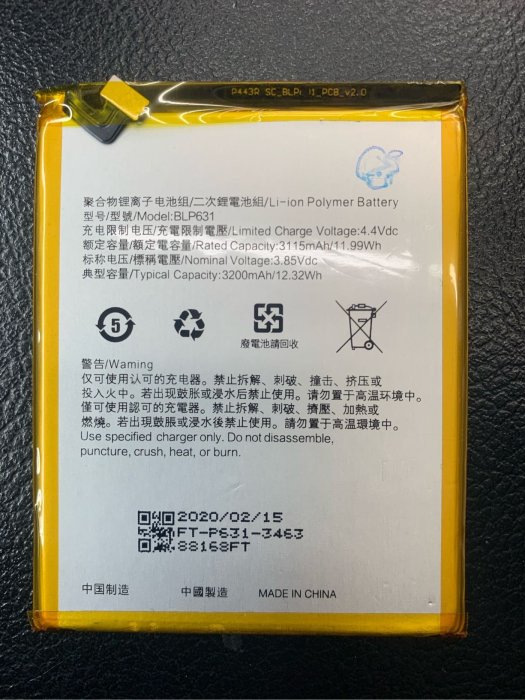 P443R SC_BLP
_PCB_v2.0
聚合物锂离子电池组/二次鋰電池組/Li-ion Polymer Battery
型号/型號/Model:BLP631
充电限制电压/充電限制電壓/Limited Charge Voltage:4.4Vdc
额定容量/額定電容量/Rated Capacity:3115mAh/11.99Wh
标称电压/標稱電壓/Nominal Voltage:3.85Vdc
典型容量/Typical Capacity:3200mAh/12.32Wh
5
廢電池請回收
警告/Waming
仅可使用认可的充电器。禁止拆解、刺破、撞击、挤压或
投入火中。若出现鼓胀或浸水后禁止使用。请勿置于高温环境中。
僅可使用認可的充電器。禁止拆解、刺破、擠壓、加熱或
燃燒。若出現鼓脹或浸水後禁止使用。請勿置于高溫環境中。
Use specified charger only. Do not disassemble,
puncture, crush, heat, or burn.
2020/02/15
FT-P631-3463
88168FT
中国制造 中國製造 MADE IN CHINA